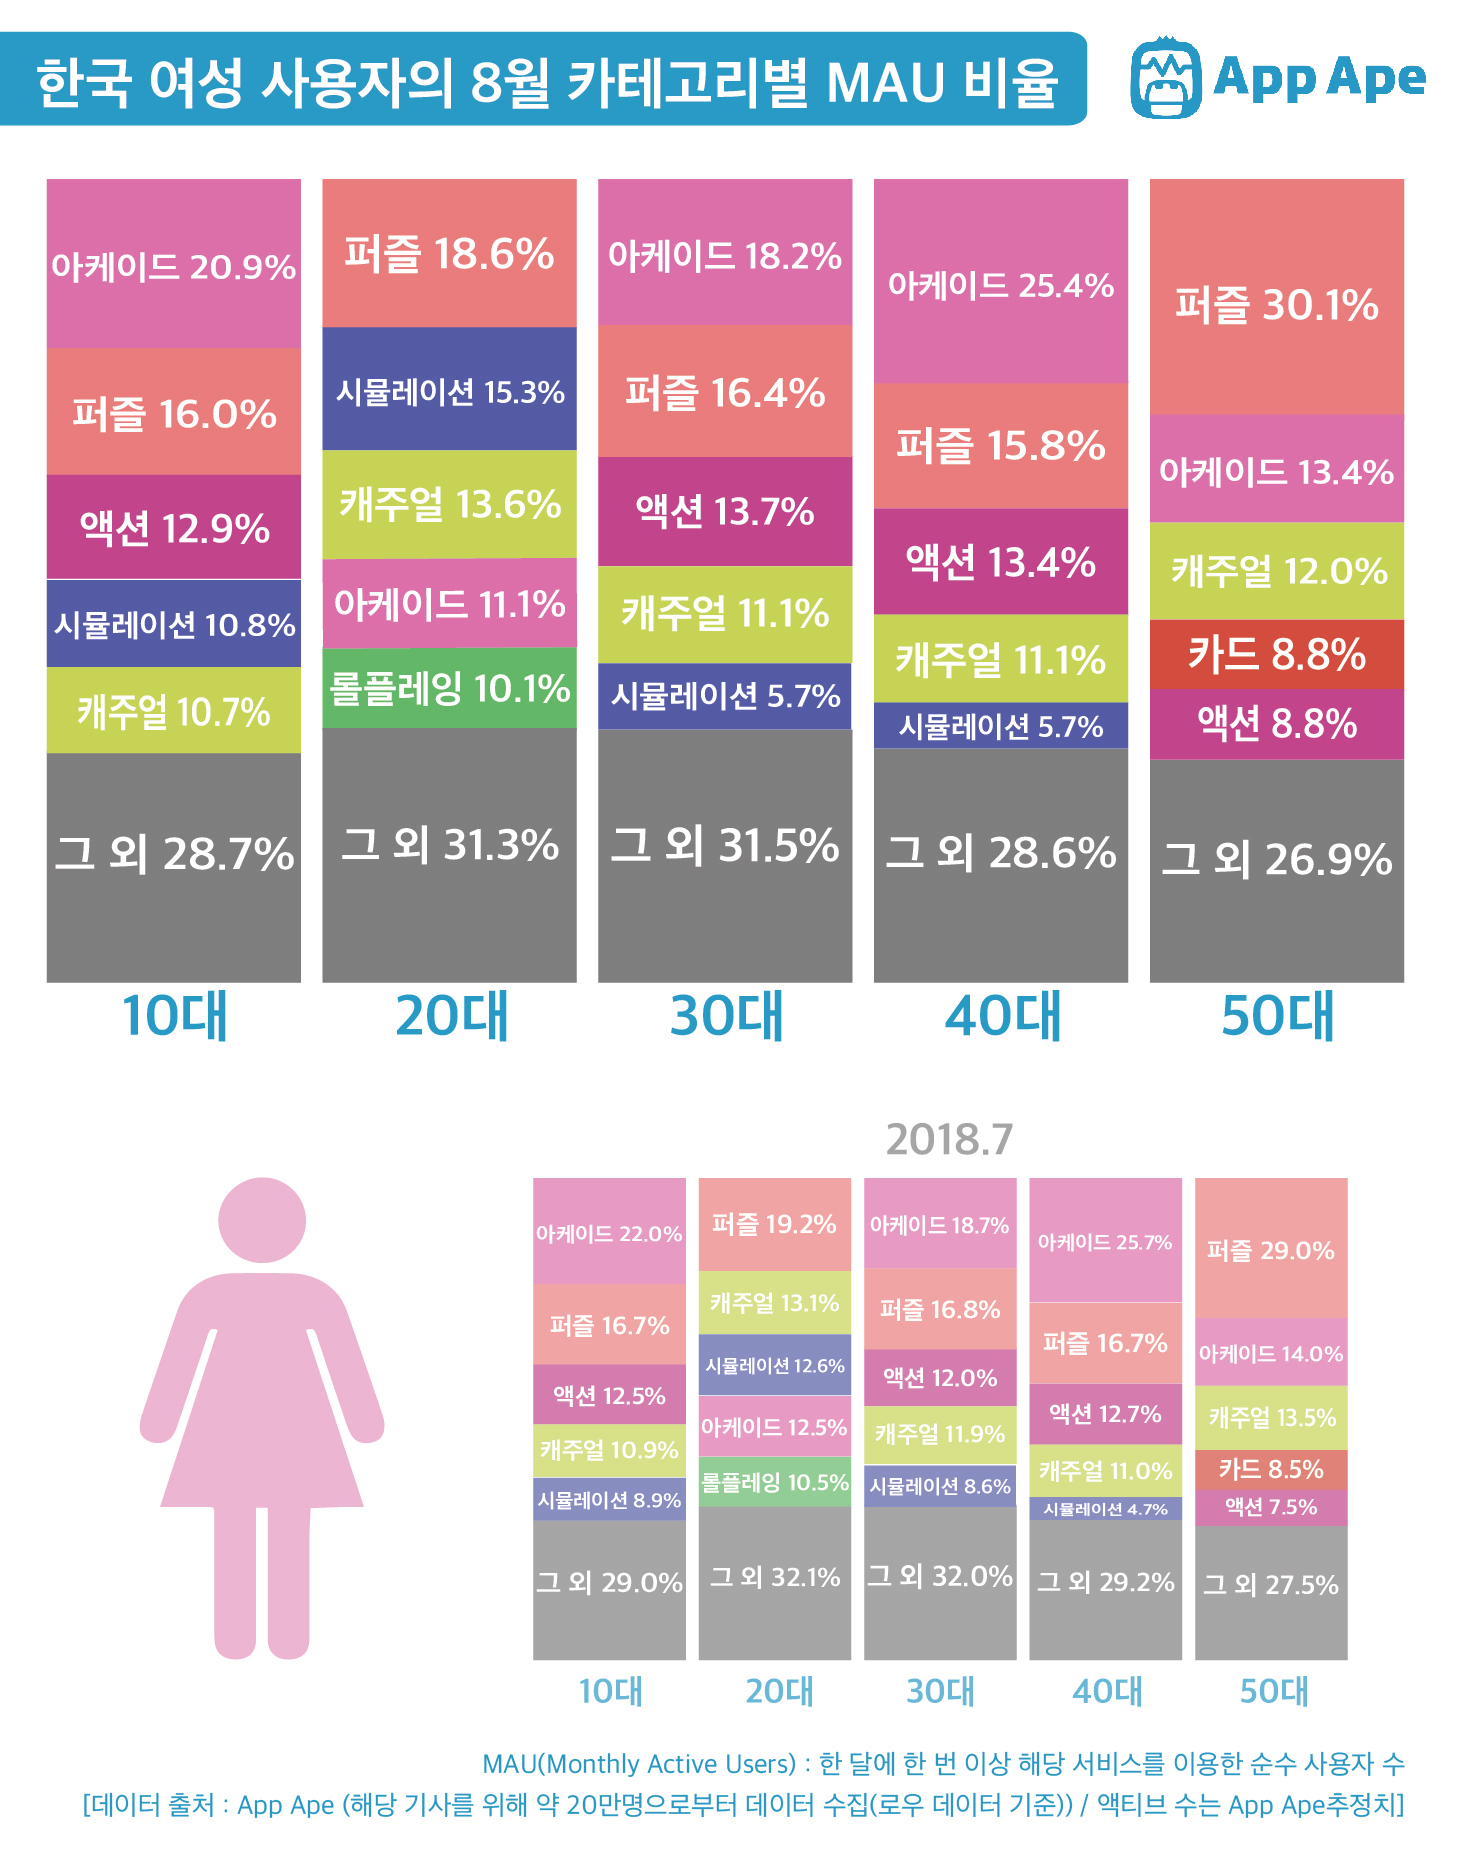 한국 여성 사용자의 8월 카테고리별 MAU 비율
App Ape
아케이드 20.9%
퍼즐 16.0%
액션 12.9%
시뮬레이션 10.8%
캐주얼 10.7%
그 외 28.7%
10대
퍼즐 18.6%
시뮬레이션 15.3%
캐주얼 13.6%
아케이드 11.1%
롤플레잉 10.1%
그 외 31.3%
20대
아케이드 18.2%
퍼즐 16.4%
액션 13.7%
캐주얼 11.1%
시뮬레이션 5.7%
그 외 31.5%
30대
아케이드 25.4%
퍼즐 15.8%
액션 13.4%
캐주얼 11.1%
시뮬레이션 5.7%
그 외 28.6%
40대
퍼즐 30.1%
아케이드 13.4%
캐주얼 12.0%
카드 8.8%
액션 8.8%
그 외 26.9%
50대
2018.7
아케이드 22.0%
퍼즐 16.7%
액션 12.5%
캐주얼 10.9%
시뮬레이션 8.9%
그 외 29.0%
10대
퍼즐 19.2%
캐주얼 13.1%
시뮬레이션 12.6%
아케이드 12.5%
롤플레잉 10.5%
그 외 32.1%
20대
아케이드 18.7%
퍼즐 16.8%
액션 12.0%
캐주얼 11.9%
시뮬레이션 8.6%
그 외 32.0%
30대
아케이드 25.7%
퍼즐 16.7%
액션 12.7%
캐주얼 11.0%
시뮬레이션 4.7%
그 외 29.2%
40대
퍼즐 29.0%
아케이드 14.0%
캐주얼 13.5%
카드 8.5%
액션 7.5%
그 외 27.5%
50대
MAU(Monthly Active Users) : 한 달에 한 번 이상 해당 서비스를 이용한 순수 사용자 수
[데이터 출처 : App Ape (해당 기사를 위해 약 20만명으로부터 데이터 수집(로우 데이터 기준)) / 액티브 수는 App Ape추정치]